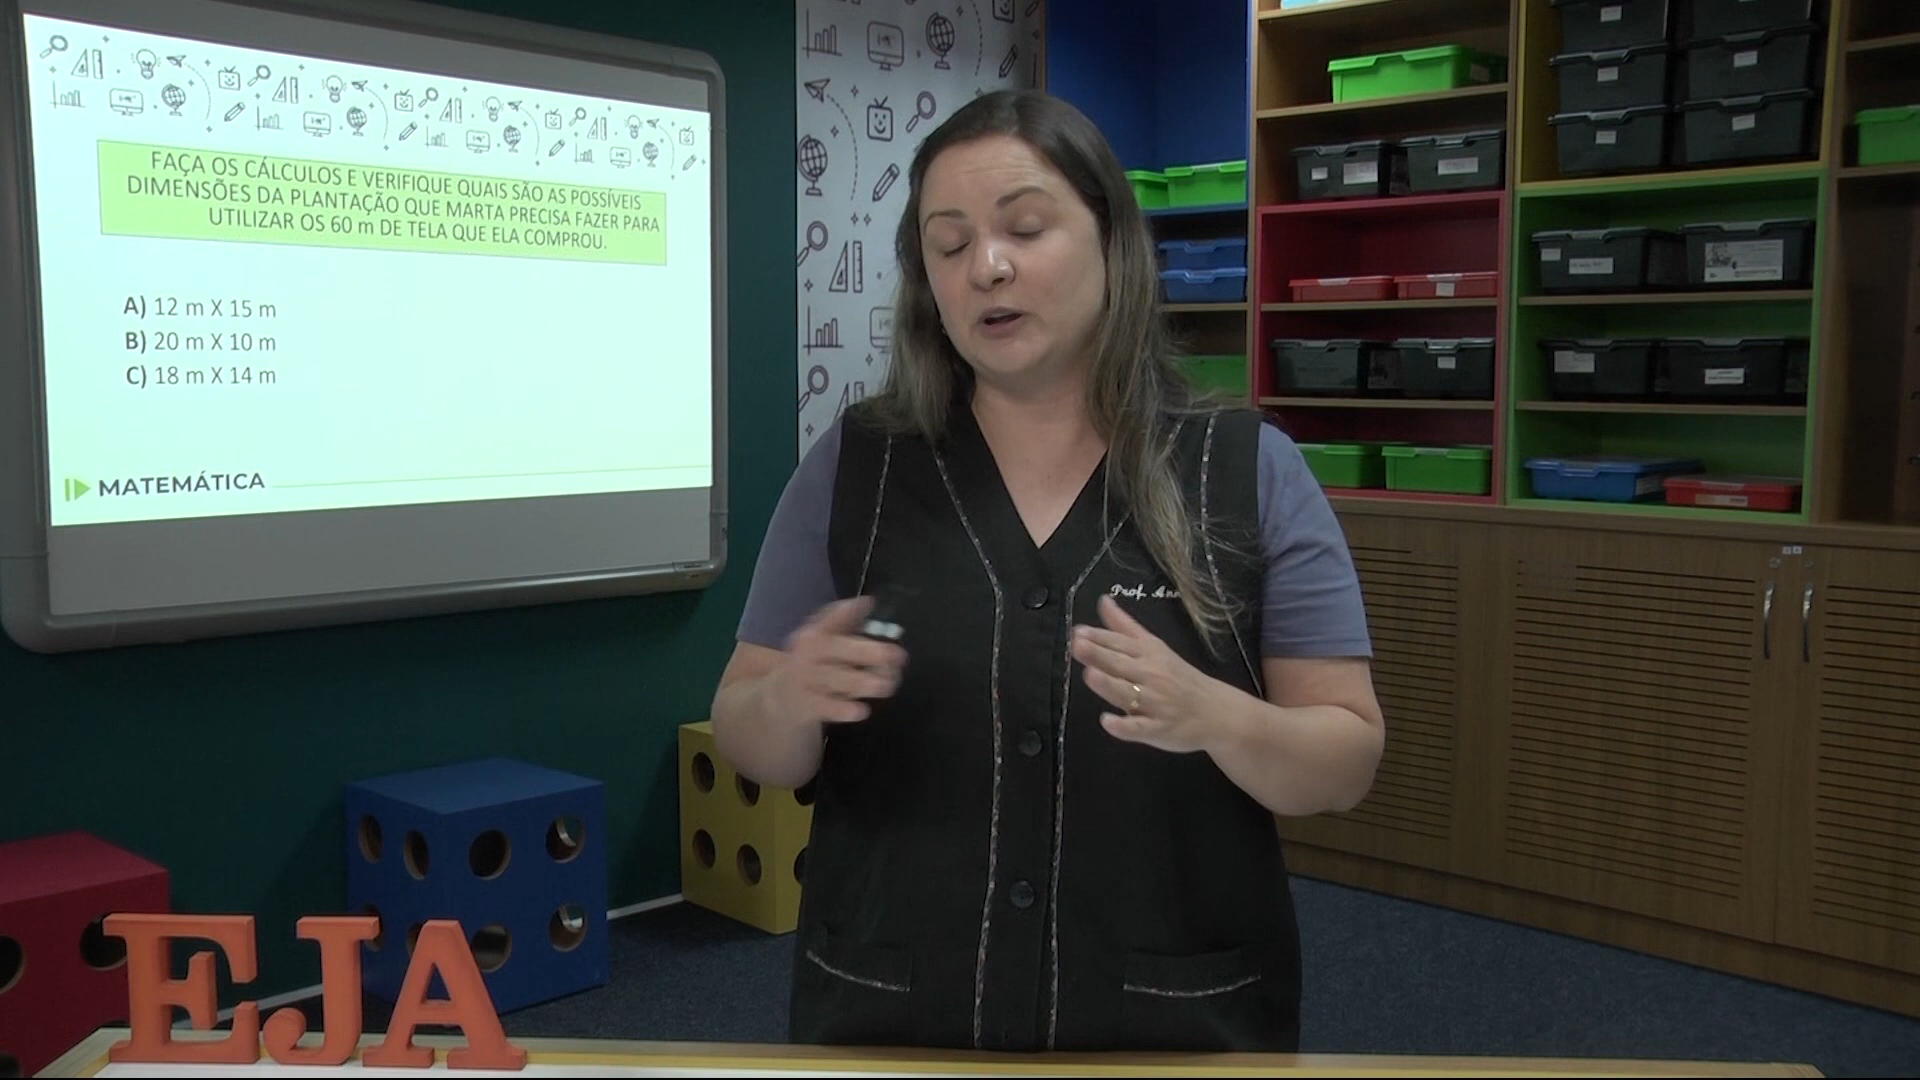 FAÇA OS CÁLCULOS E VERIFIQUE QUAIS SÃO AS POSSÍVEIS
DIMENSÕES DA PLANTAÇÃO QUE MARTA PRECISA FAZER PARA
UTILIZAR OS 60 m DE TELA QUE ELA COMPROU.
A) 12 m X 15 m
B) 20 m X 10 m
C) 18 m X 14 m
MATEMÁTICA
Prof. Ann
EJA